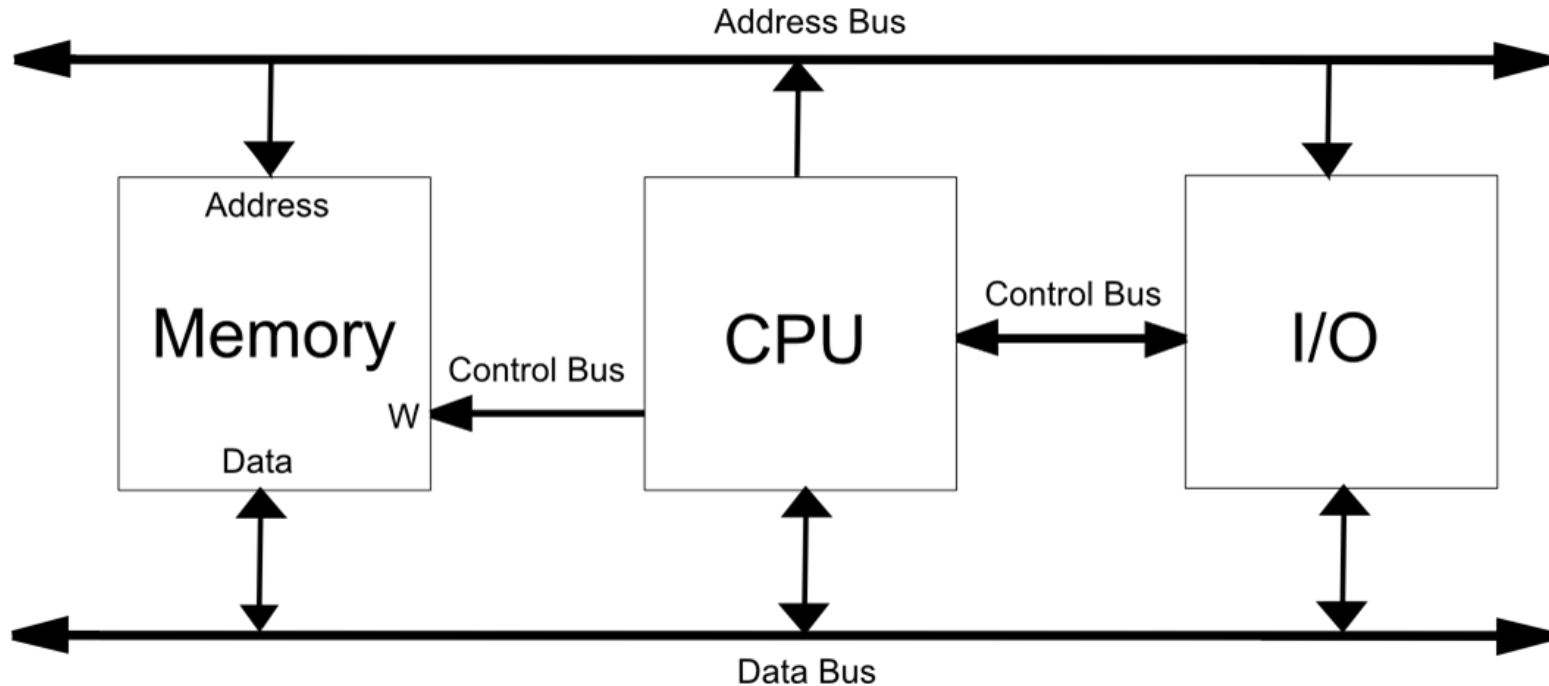 Address Bus
Address
Memory
CPU
I/O
Control Bus
Control Bus
W
Data
Data Bus